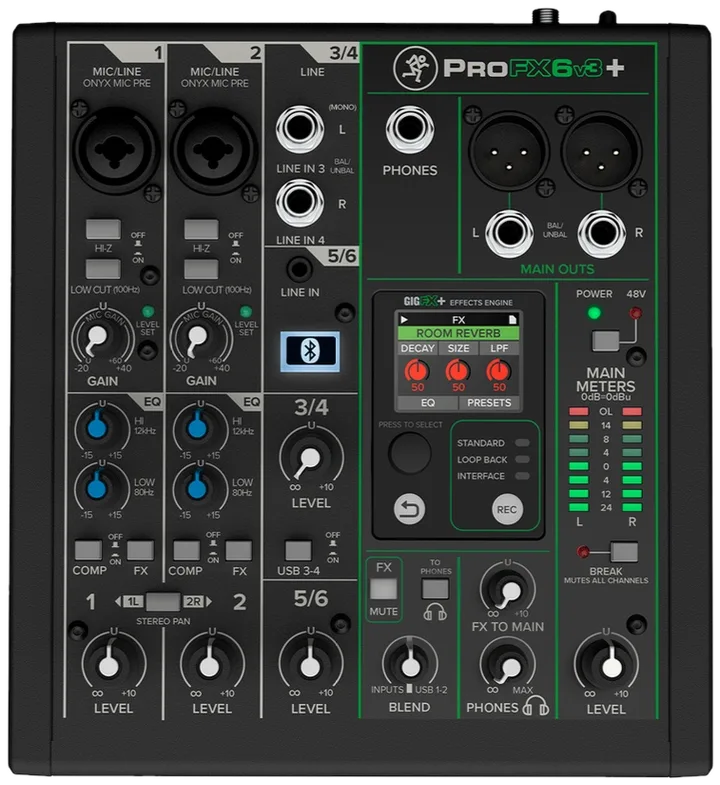 1
MIC/LINE
ONYX MIC PRE
HI-Z
OFF
ON
LOW CUT (100Hz)
U
MIC GAIN
LEVEL
SET
-20
+60
+40
GAIN
EQ
U
HI
12kHz
-15
+15
U
LOW
80Hz
-15
+15
OFF
ON
COMP
FX
1
1L
2R
STEREO PAN
U
∞
+10
LEVEL
2
MIC/LINE
ONYX MIC PRE
HI-Z
OFF
ON
LOW CUT (100Hz)
U
MIC GAIN
LEVEL
SET
-20
+60
+40
GAIN
EQ
U
HI
12kHz
-15
+15
U
LOW
80Hz
-15
+15
OFF
ON
COMP
FX
2
U
∞
+10
LEVEL
3/4
LINE
(MONO)
L
LINE IN 3
BAL/
UNBAL
R
LINE IN 4
5/6
LINE IN
3/4
U
∞
+10
LEVEL
OFF
ON
USB 3-4
5/6
U
∞
+10
LEVEL
PROFX6v3+
PHONES
L
BAL/
UNBAL
R
MAIN OUTS
GIGFX+ EFFECTS ENGINE
FX
ROOM REVERB
DECAY SIZE LPF
50 50 50
EQ PRESETS
PRESS TO SELECT
STANDARD
LOOP BACK
INTERFACE
REC
POWER
48V
MAIN
METERS
0dB=0dBu
OL
14
8
4
0
4
12
24
L
R
BREAK
MUTES ALL CHANNELS
FX
MUTE
TO
PHONES
INPUTS
USB 1-2
BLEND
U
∞
+10
FX TO MAIN
∞
MAX
PHONES
U
∞
+10
LEVEL